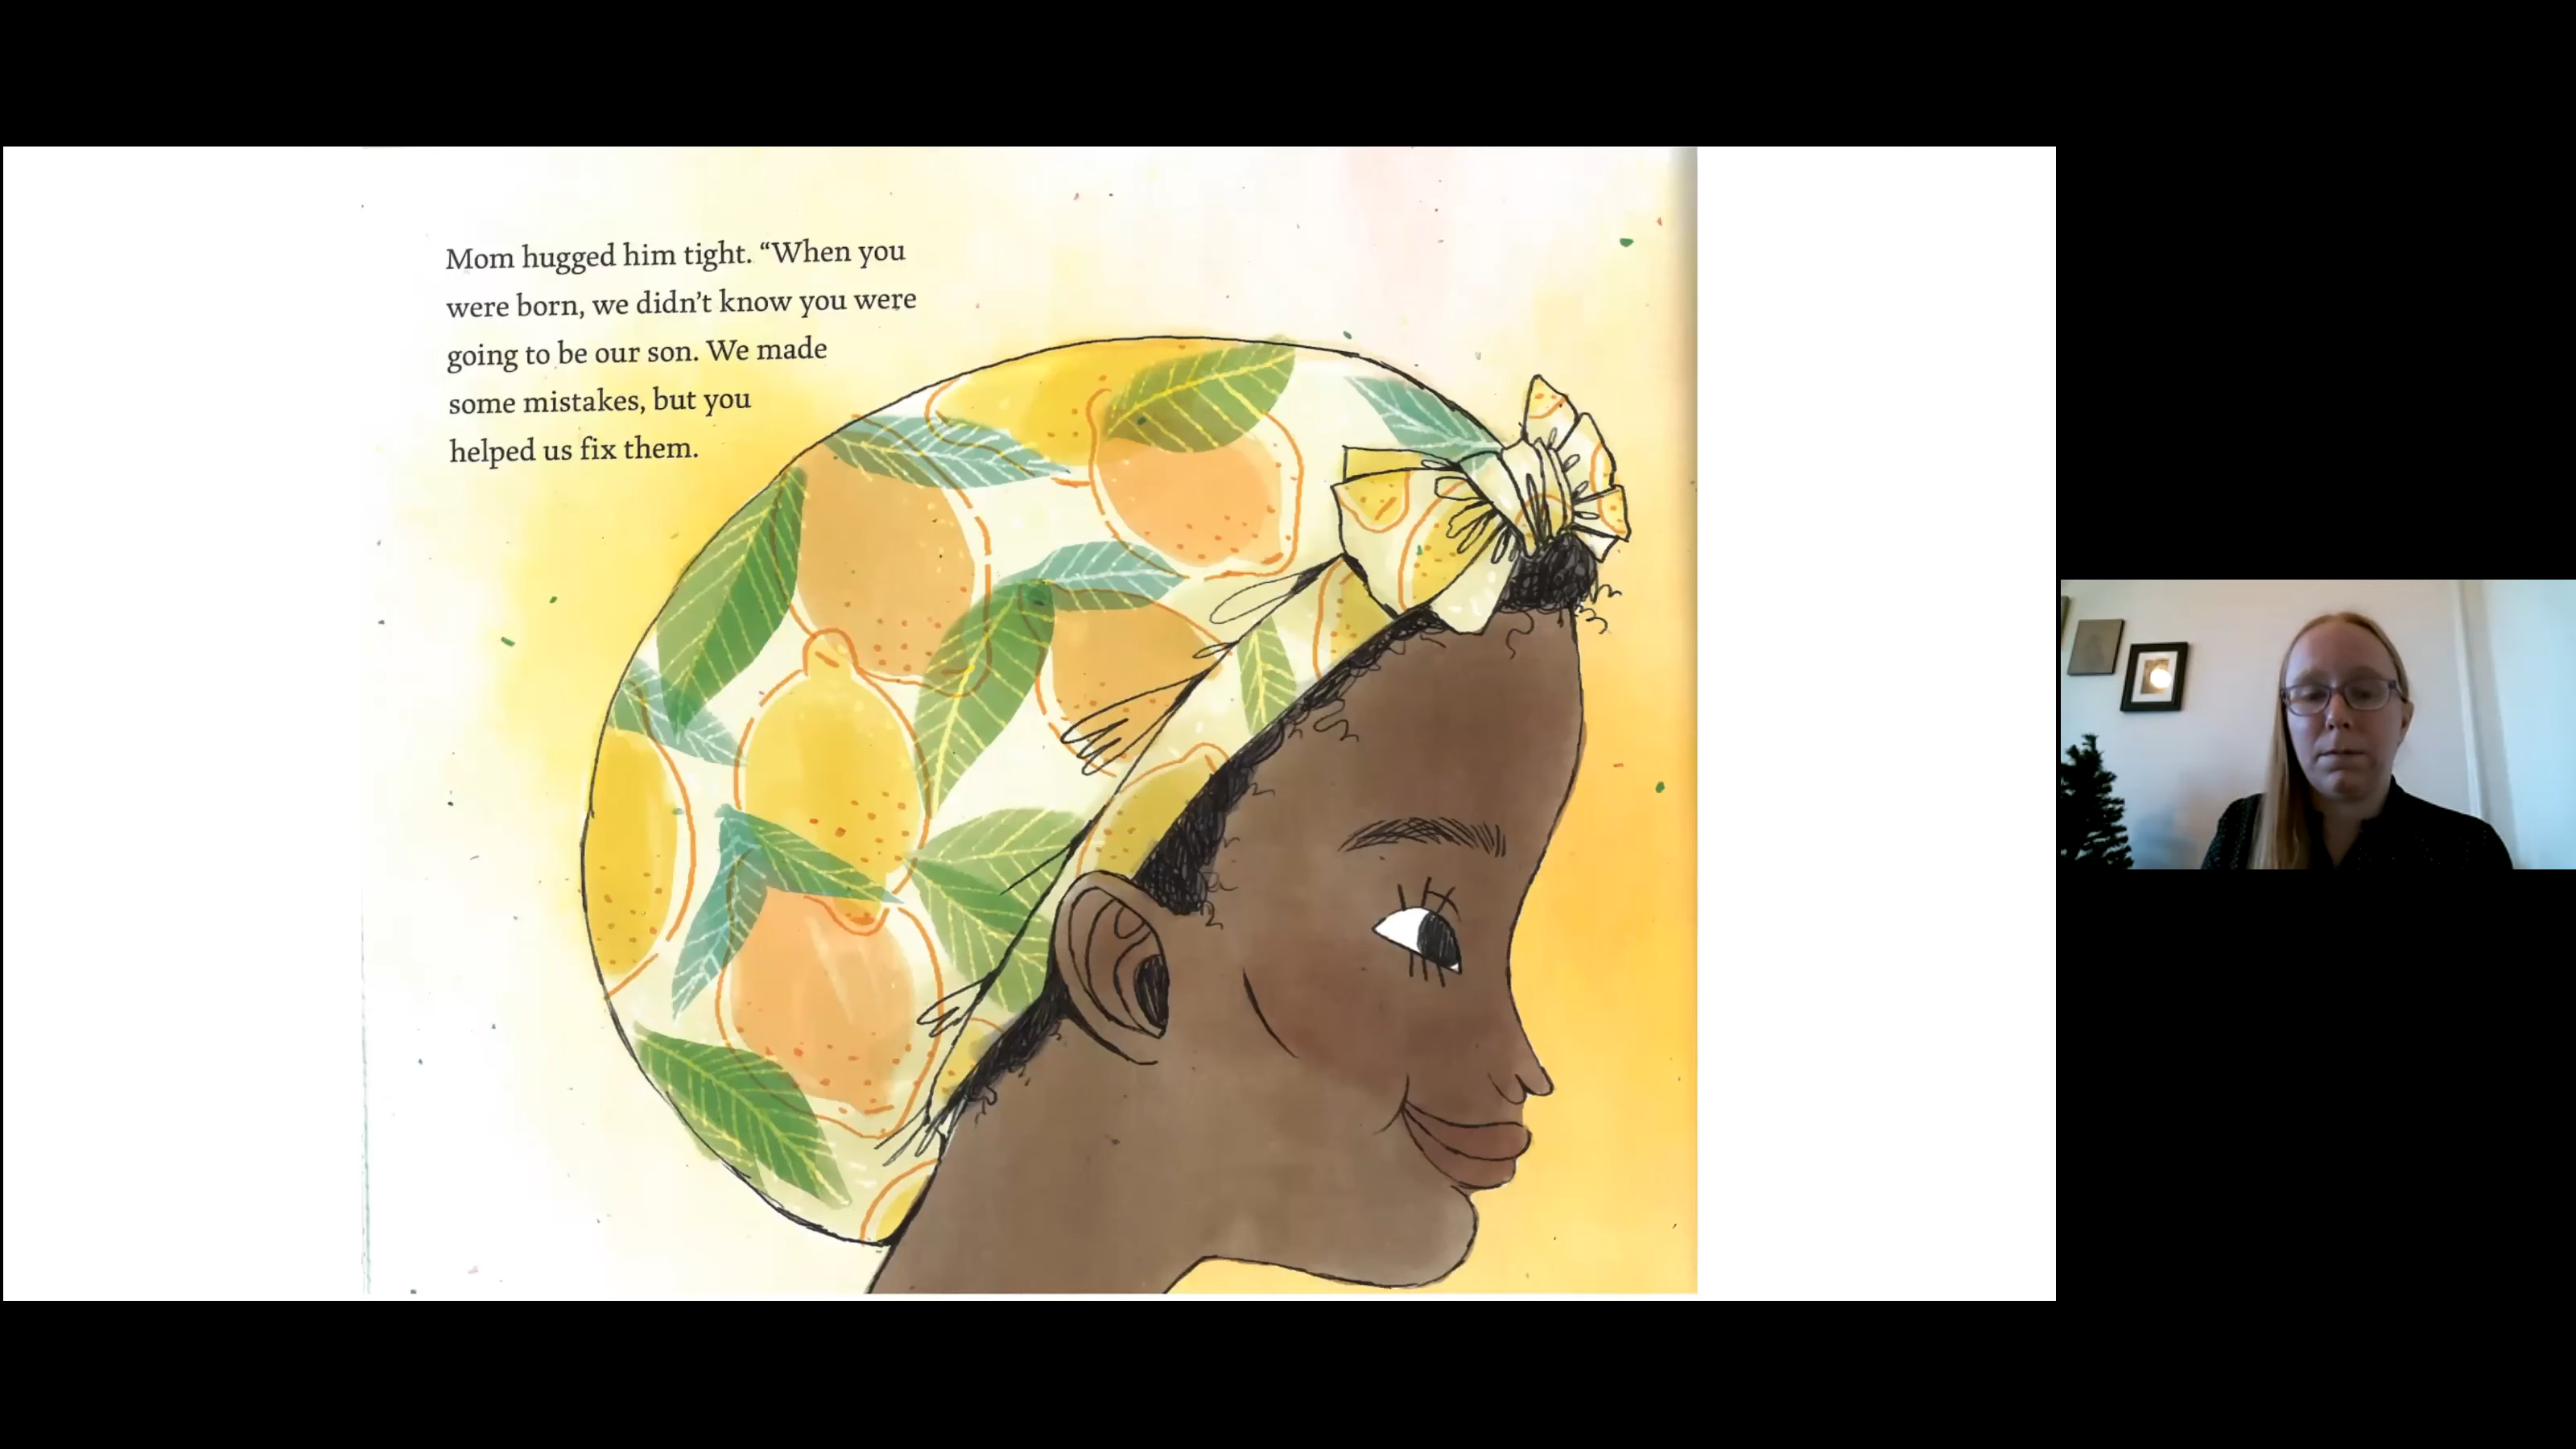 Mom hugged him tight. “When you
were born, we didn’t know you were
going to be our son. We made
some mistakes, but you
helped us fix them.